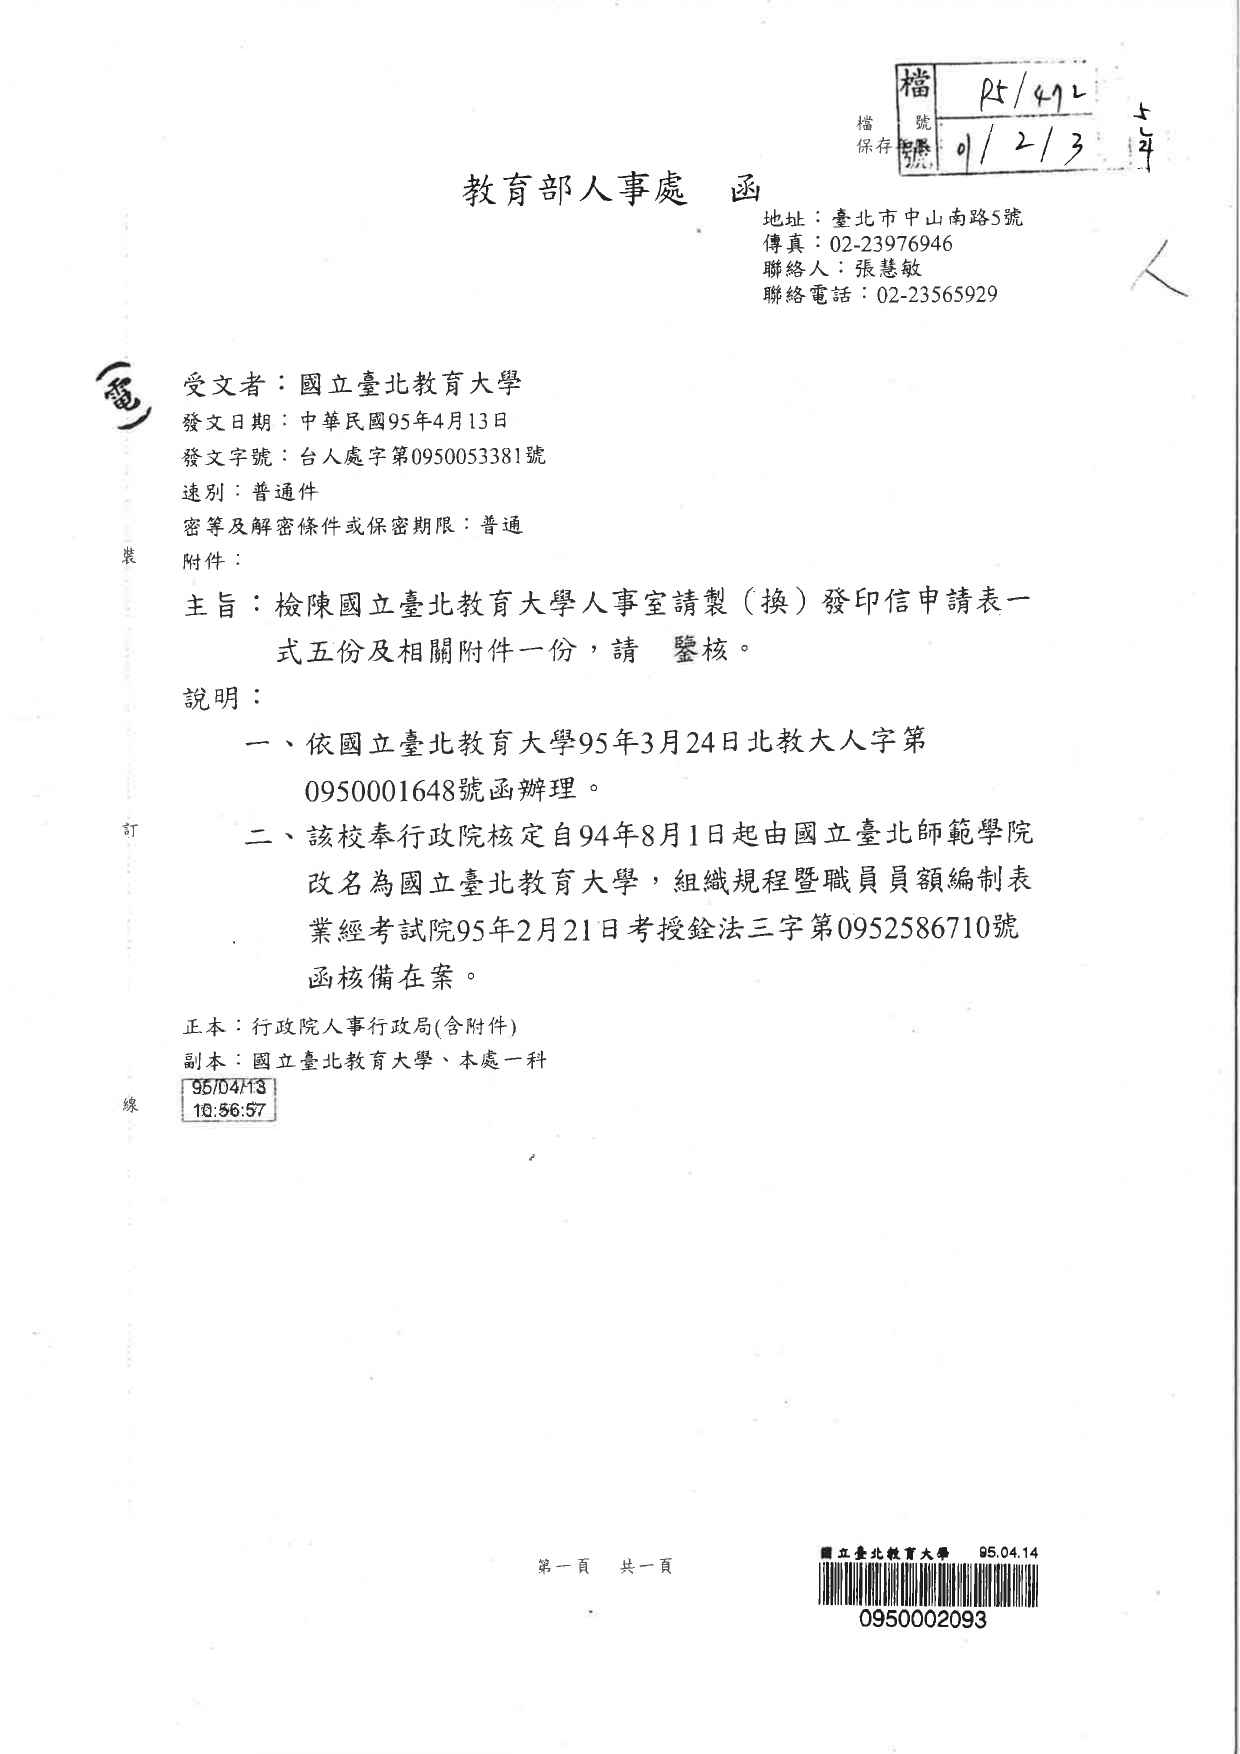 檔號
檔　　號
保存
/472
01/2/3
5年
教育部人事處　函
地址：臺北市中山南路5號
傳真：02-23976946
聯絡人：張慧敏
聯絡電話：02-23565929
人
(電)
受文者：國立臺北教育大學
發文日期：中華民國95年4月13日
發文字號：台人處字第0950053381號
速別：普通件
密等及解密條件或保密期限：普通
附件：
主旨：檢陳國立臺北教育大學人事室請製（換）發印信申請表一
式五份及相關附件一份，請　鑒核。
說明：
一、依國立臺北教育大學95年3月24日北教大人字第
0950001648號函辦理。
二、該校奉行政院核定自94年8月1日起由國立臺北師範學院
改名為國立臺北教育大學，組織規程暨職員員額編制表
業經考試院95年2月21日考授銓法三字第0952586710號
函核備在案。
正本：行政院人事行政局(含附件)
副本：國立臺北教育大學、本處一科
95/04/13
10:56:57
裝
訂
線
第一頁　共一頁
國立臺北教育大學　95.04.14
0950002093